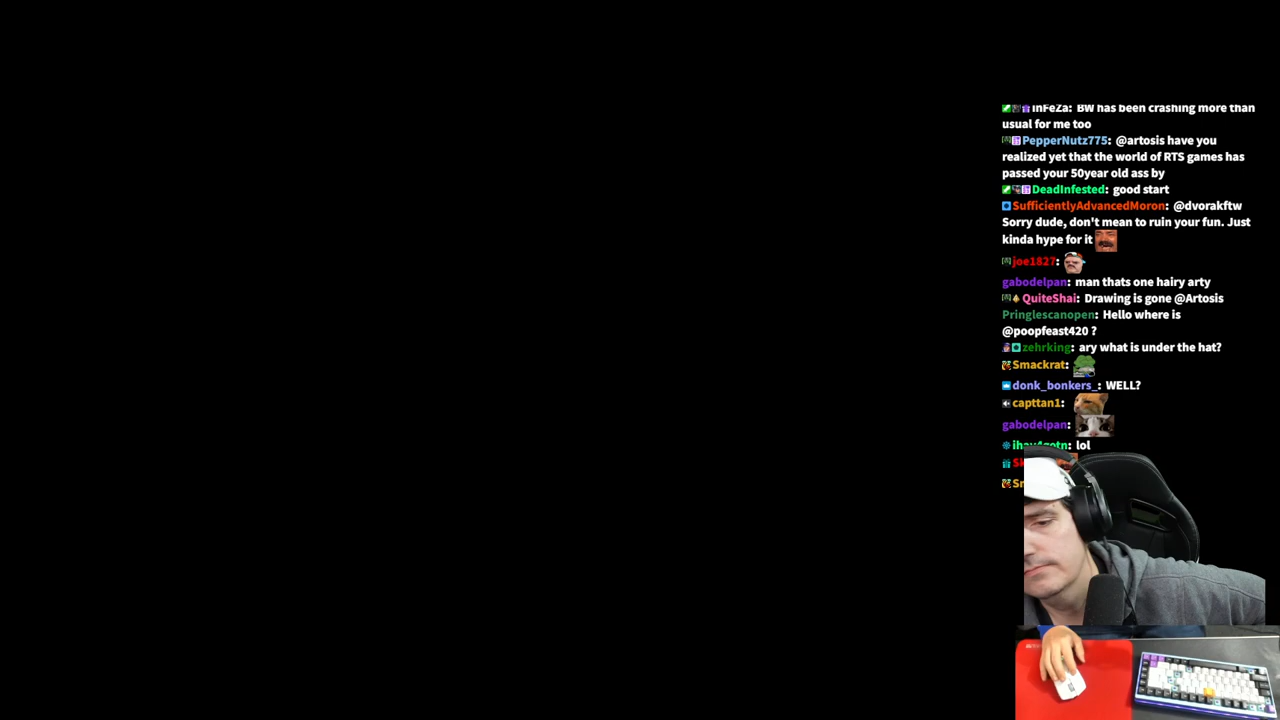 InFeZa: BW has been crashing more than
usual for me too
PepperNutz775: @artosis have you
realized yet that the world of RTS games has
passed your 50year old ass by
DeadInfested: good start
SufficientlyAdvancedMoron: @dvorakftw
Sorry dude, don't mean to ruin your fun. Just
kinda hype for it
joe1827:
gabodelpan: man thats one hairy arty
QuiteShai: Drawing is gone @Artosis
Pringlescanopen: Hello where is
@poopfeast420 ?
zehrking: ary what is under the hat?
Smackrat:
donk_bonkers_: WELL?
capttan1:
gabodelpan:
lol